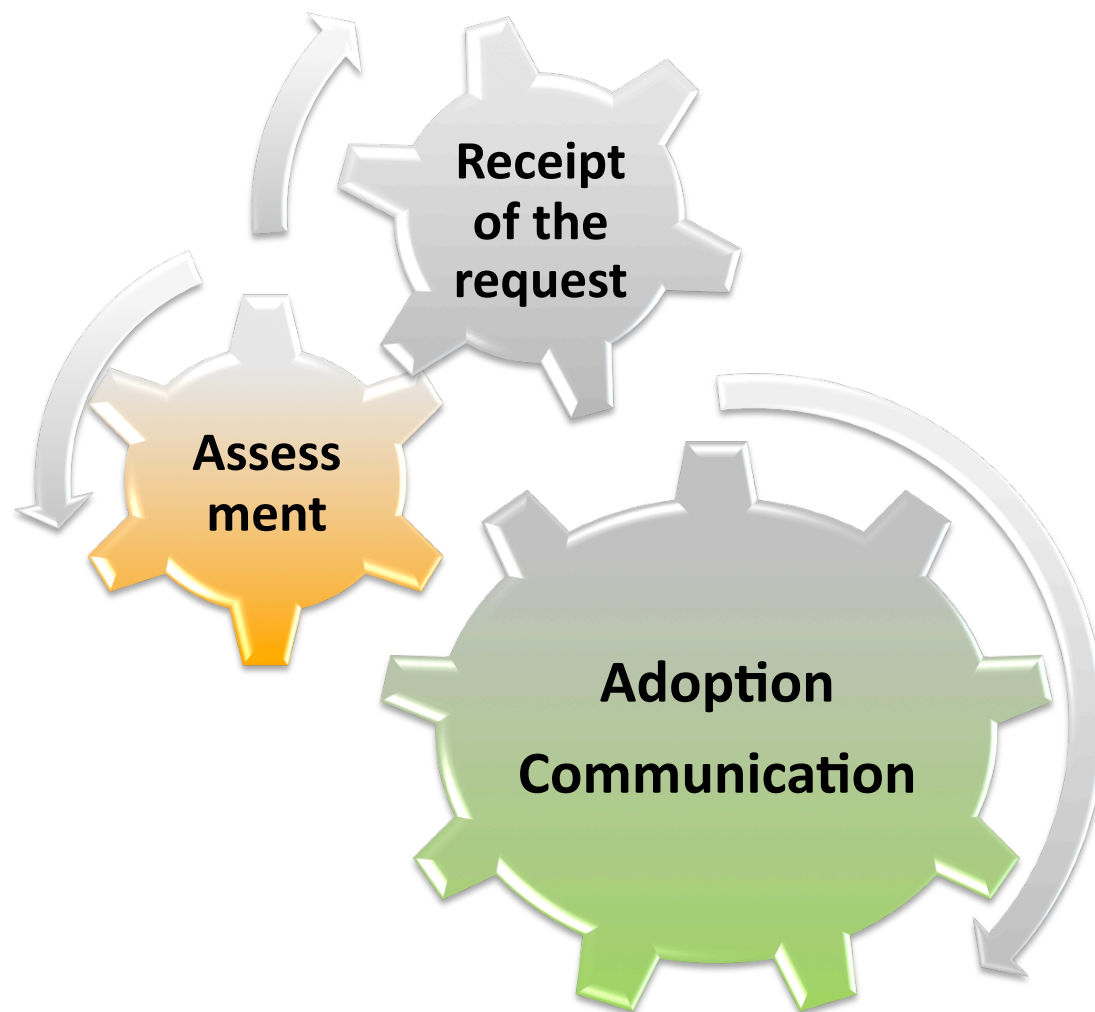 Receipt
of the
request
Assess
ment
Adoption
Communication